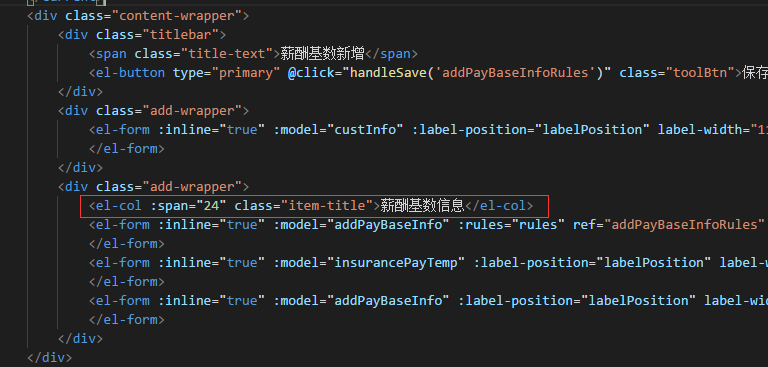 <div class="content-wrapper">
<div class="titlebar">
<span class="title-text">薪酬基数新增</span>
<el-button type="primary" @click="handleSave('addPayBaseInfoRules')" class="toolBtn">保存
</div>
<div class="add-wrapper">
<el-form :inline="true" :model="custInfo" :label-position="labelPosition" label-width="11
</el-form>
</div>
<div class="add-wrapper">
<el-col :span="24" class="item-title">薪酬基数信息</el-col>
<el-form :inline="true" :model="addPayBaseInfo" :rules="rules" ref="addPayBaseInfoRules"
</el-form>
<el-form :inline="true" :model="insurancePayTemp" :label-position="labelPosition" label-w
</el-form>
<el-form :inline="true" :model="addPayBaseInfo" :label-position="labelPosition" label-wid
</el-form>
</div>
</div>